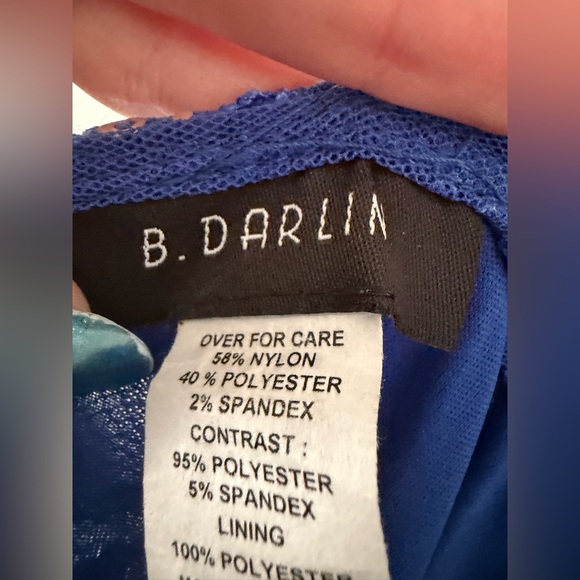 B. DARLIN
OVER FOR CARE
58% NYLON
40 % POLYESTER
2% SPANDEX
CONTRAST :
95% POLYESTER
5% SPANDEX
LINING
100% POLYESTER